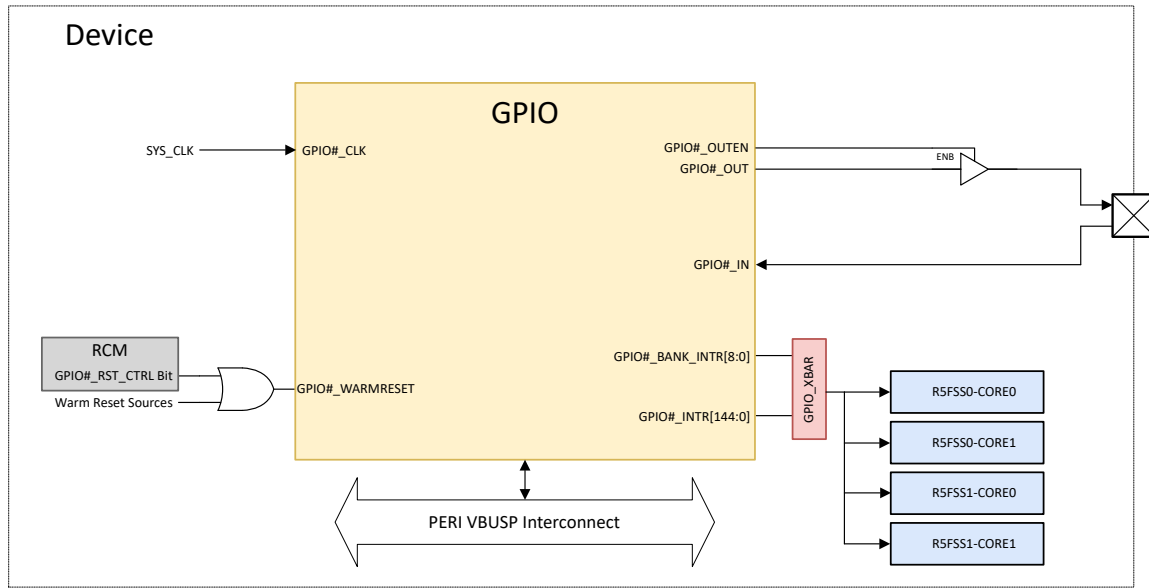 Device
GPIO
SYS_CLK
GPIO#_CLK
GPIO#_OUTEN
GPIO#_OUT
ENB
GPIO#_IN
RCM
GPIO#_RST_CTRL Bit
Warm Reset Sources
GPIO#_WARMRESET
GPIO#_BANK_INTR[8:0]
GPIO#_INTR[144:0]
GPIO_XBAR
R5FSS0-CORE0
R5FSS0-CORE1
R5FSS1-CORE0
R5FSS1-CORE1
PERI VBUSP Interconnect